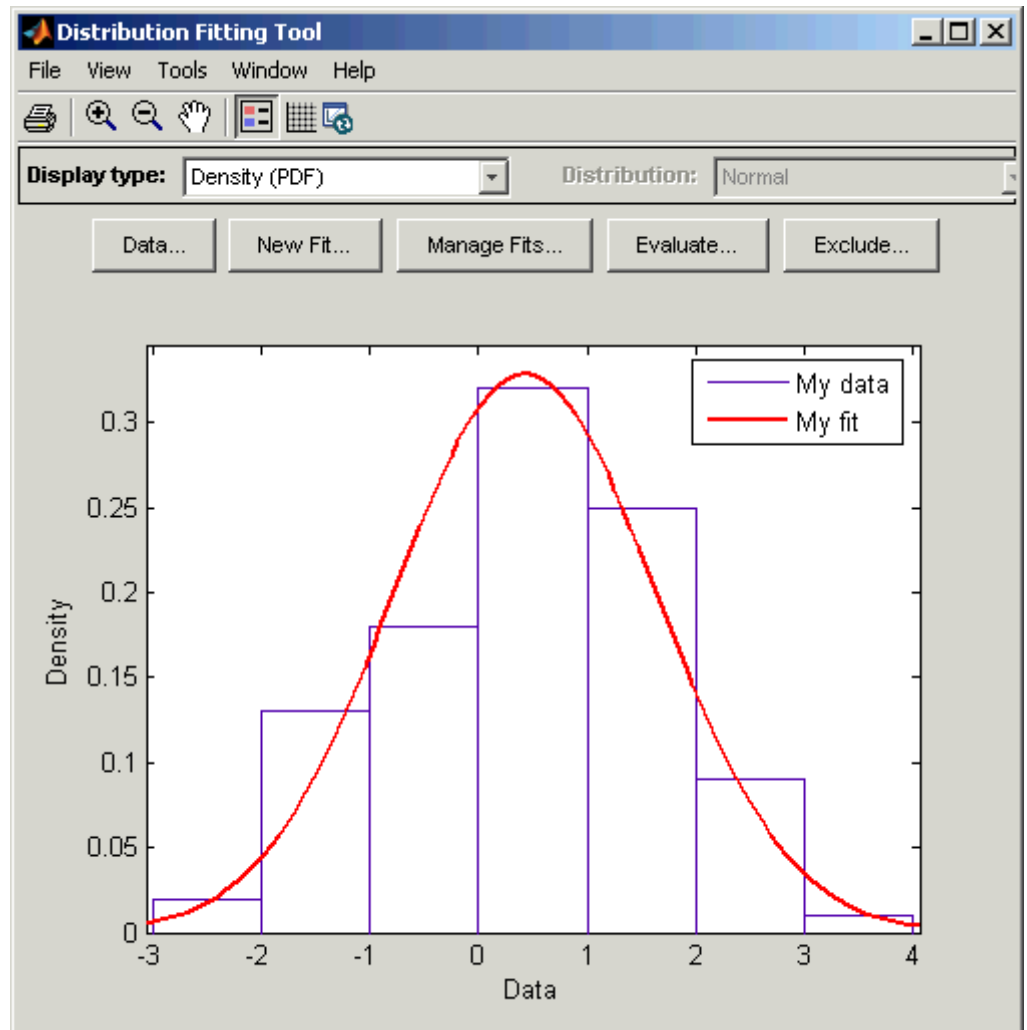 Distribution Fitting Tool
File View Tools Window Help
Display type: Density (PDF) Distribution: Normal
Data... New Fit... Manage Fits... Evaluate... Exclude...
My data
My fit
0.3
0.25
0.2
0.15
0.1
0.05
0
Density
-3 -2 -1 0 1 2 3 4
Data